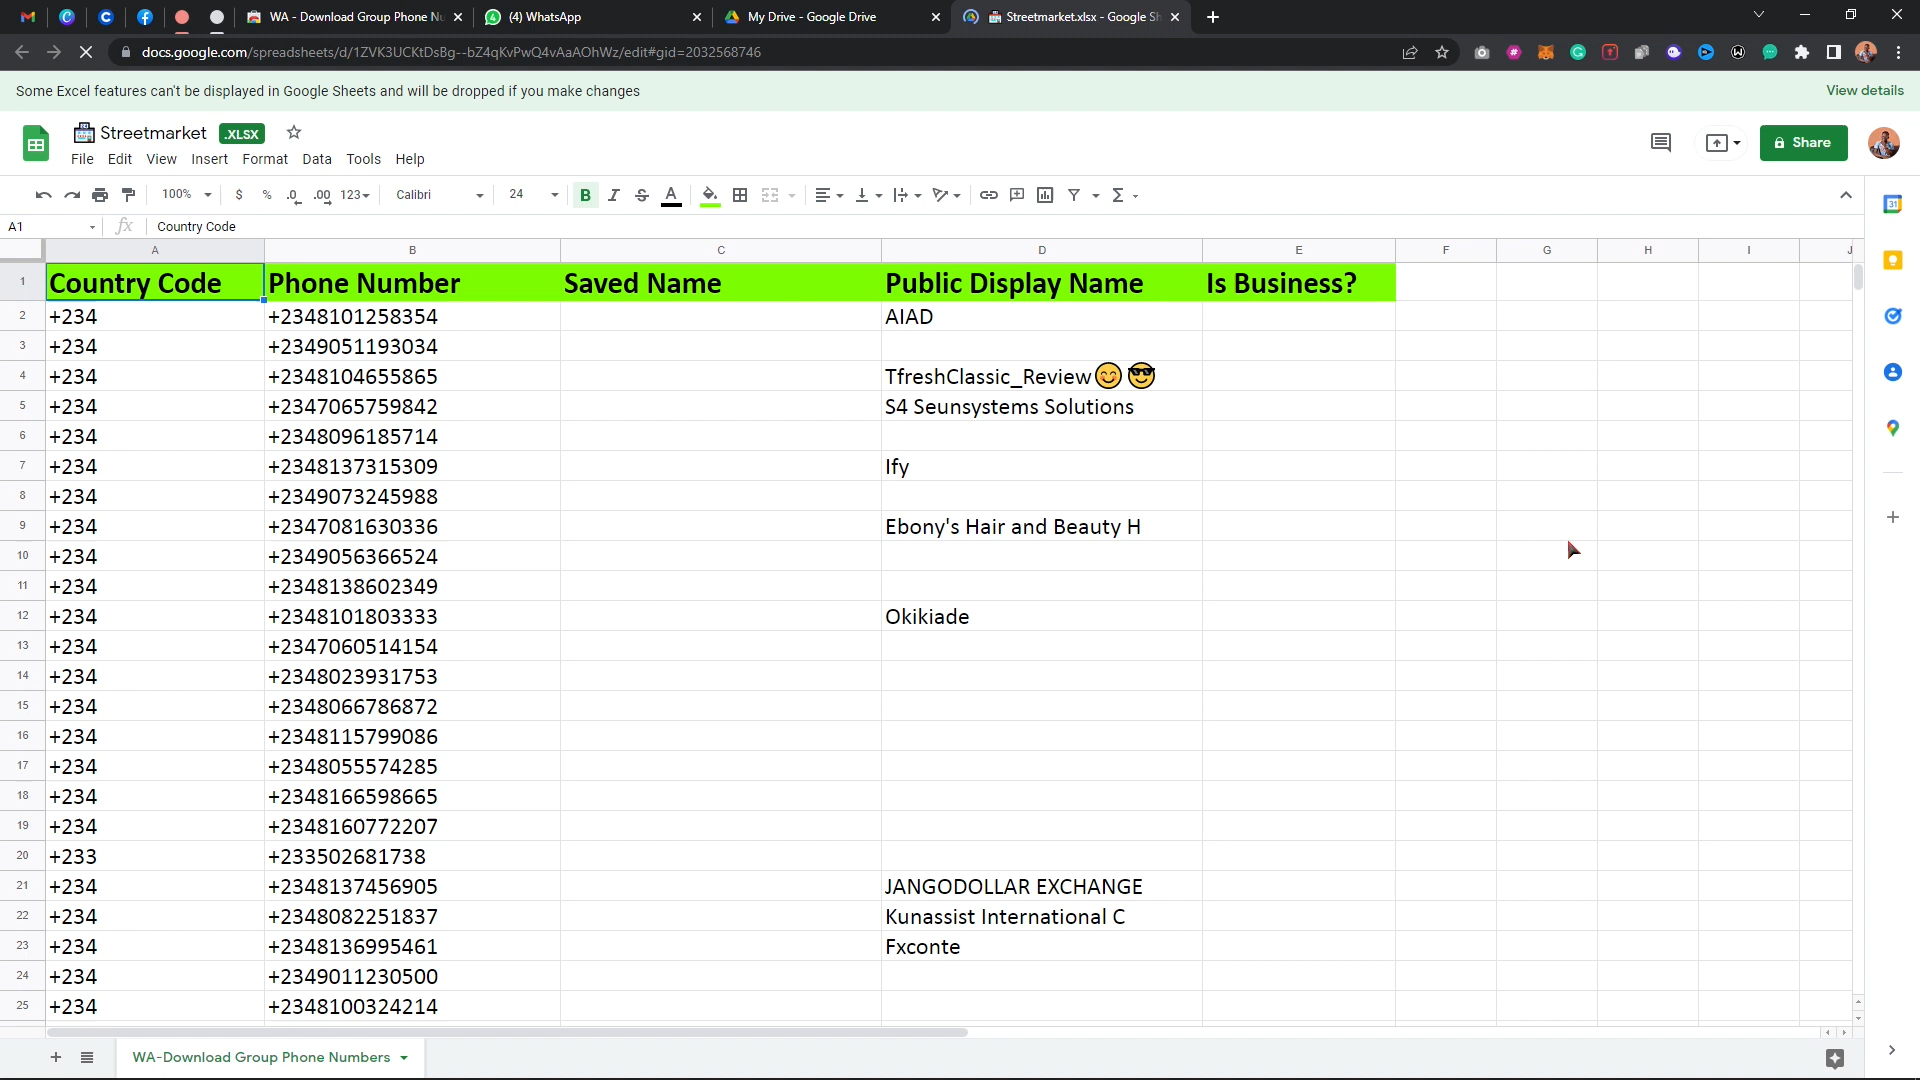 WA - Download Group Phone Nu
(4) WhatsApp
My Drive - Google Drive
Streetmarket.xlsx - Google Sh
docs.google.com/spreadsheets/d/1ZVK3UCKtDsBg--bZ4qKvPwQ4vAaAOhWz/edit#gid=2032568746
Some Excel features can't be displayed in Google Sheets and will be dropped if you make changes
View details
Streetmarket .XLSX
Share
File Edit View Insert Format Data Tools Help
100% $ % .0 .00 123 Calibri 24 B I S A
A1 fx Country Code
A B C D E F G H I J
1 Country Code Phone Number Saved Name Public Display Name Is Business?
2 +234 +2348101258354 AIAD
3 +234 +2349051193034
4 +234 +2348104655865 TfreshClassic_Review😊😎
5 +234 +2347065759842 S4 Seunsystems Solutions
6 +234 +2348096185714
7 +234 +2348137315309 Ify
8 +234 +2349073245988
9 +234 +2347081630336 Ebony's Hair and Beauty H
10 +234 +2349056366524
11 +234 +2348138602349
12 +234 +2348101803333 Okikiade
13 +234 +2347060514154
14 +234 +2348023931753
15 +234 +2348066786872
16 +234 +2348115799086
17 +234 +2348055574285
18 +234 +2348166598665
19 +234 +2348160772207
20 +233 +233502681738
21 +234 +2348137456905 JANGODOLLAR EXCHANGE
22 +234 +2348082251837 Kunassist International C
23 +234 +2348136995461 Fxconte
24 +234 +2349011230500
25 +234 +2348100324214
WA-Download Group Phone Numbers